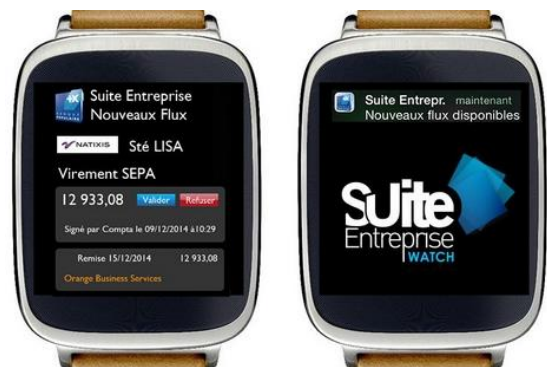 Suite Entreprise
Nouveaux Flux
NATIXIS Sté LISA
Virement SEPA
12 933,08 Valider Refuser
Signé par Compta le 09/12/2014 à10:29
Remise 15/12/2014 12 933,08
Orange Business Services
Suite Entrepr. maintenant
Nouveaux flux disponibles
SUite
Entreprise
WATCH